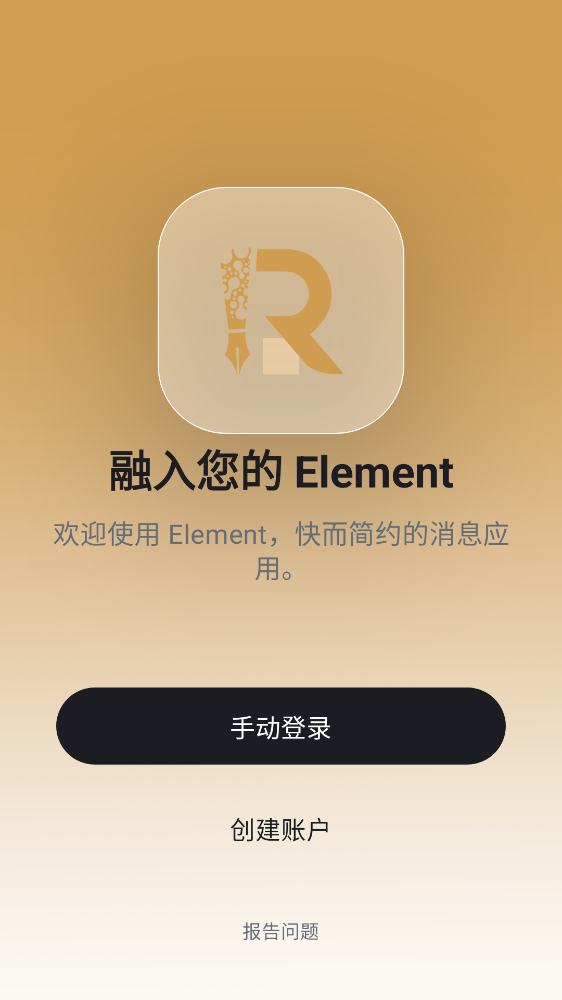 融入您的 Element
欢迎使用 Element，快而简约的消息应
用。
手动登录
创建账户
报告问题